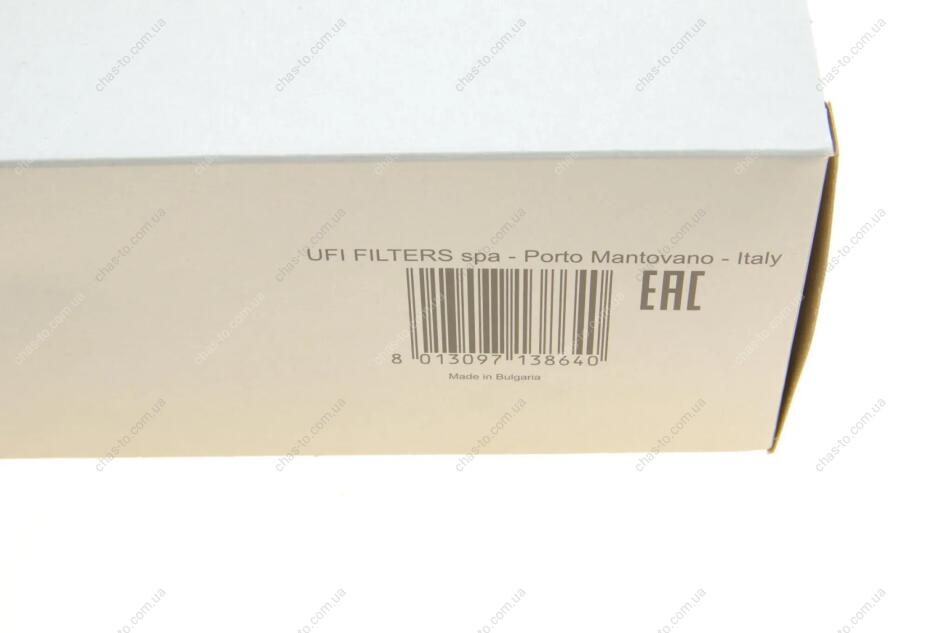 UFI FILTERS spa - Porto Mantovano - Italy
EAC
8 013097 138640
Made in Bulgaria
chas-to.com.ua